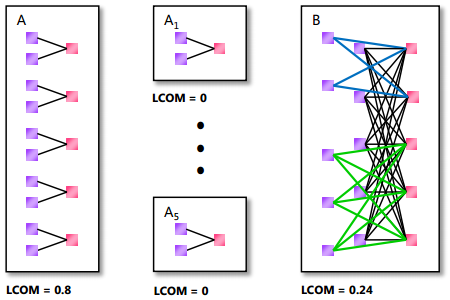 A
LCOM = 0.8
A1
LCOM = 0
A5
LCOM = 0
B
LCOM = 0.24